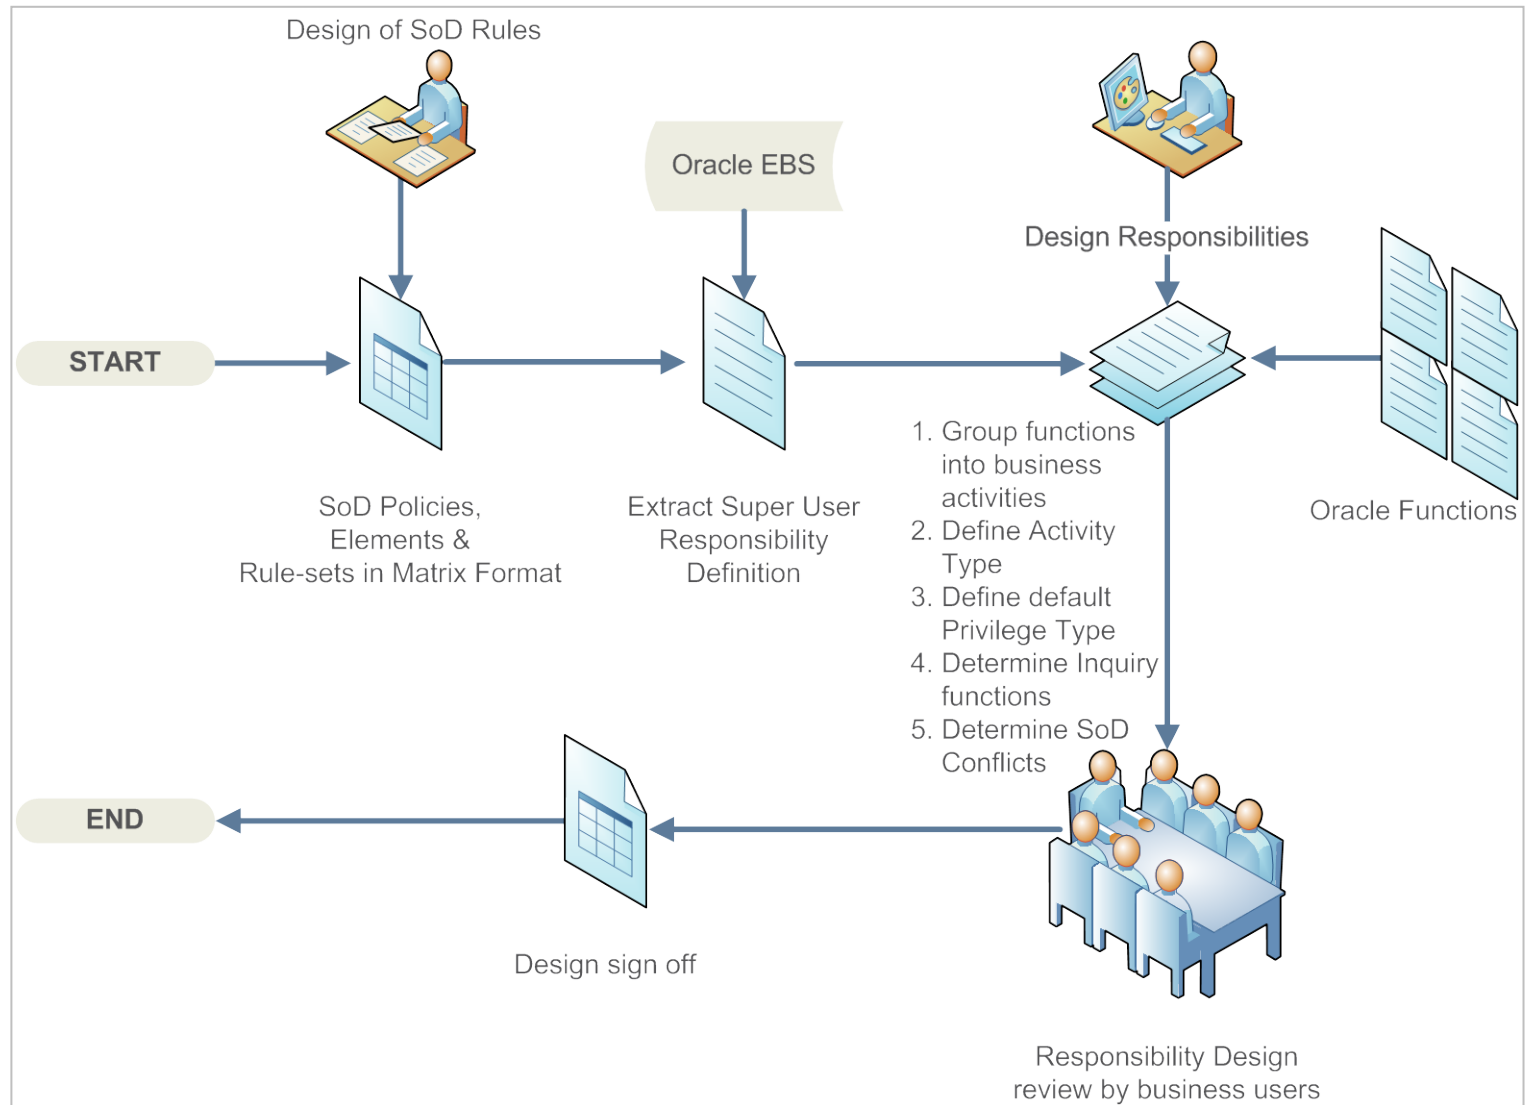 Design of SoD Rules
Oracle EBS
Design Responsibilities
START
SoD Policies,
Elements &
Rule-sets in Matrix Format
Extract Super User
Responsibility
Definition
1. Group functions
into business
activities
2. Define Activity
Type
3. Define default
Privilege Type
4. Determine Inquiry
functions
5. Determine SoD
Conflicts
Oracle Functions
END
Design sign off
Responsibility Design
review by business users